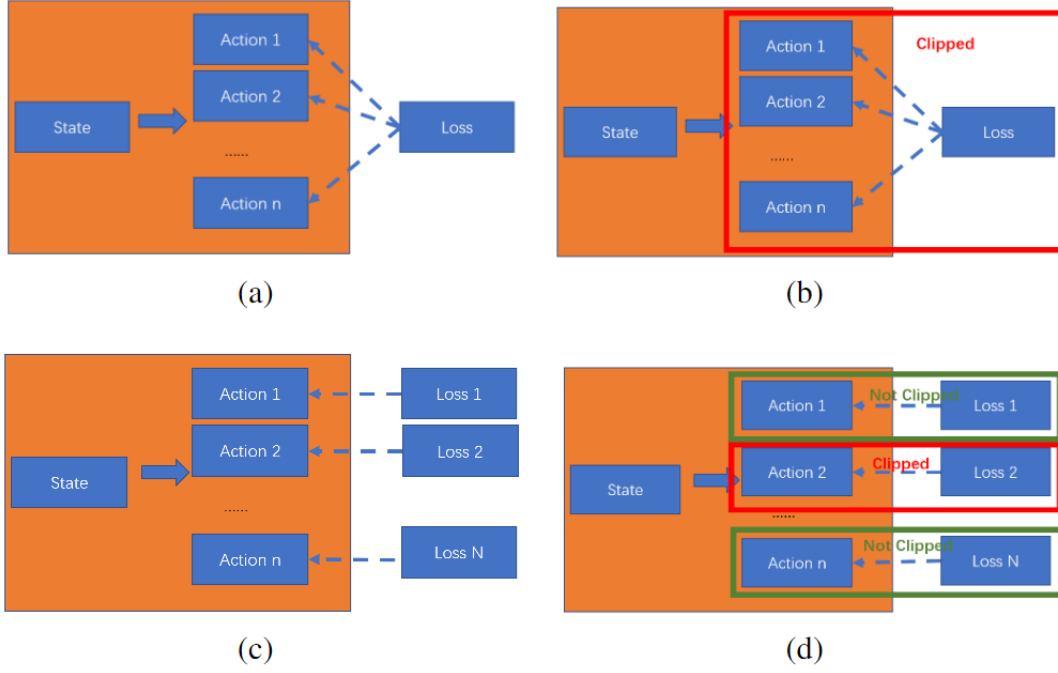 Action 1
Action 2
State
Loss
......
Action n
(a)
Action 1
Clipped
Action 2
State
Loss
......
Action n
(b)
Action 1
Loss 1
Action 2
Loss 2
State
......
Action n
Loss N
(c)
Not Clipped
Action 1
Loss 1
Clipped
Action 2
Loss 2
State
......
Not Clipped
Action n
Loss N
(d)